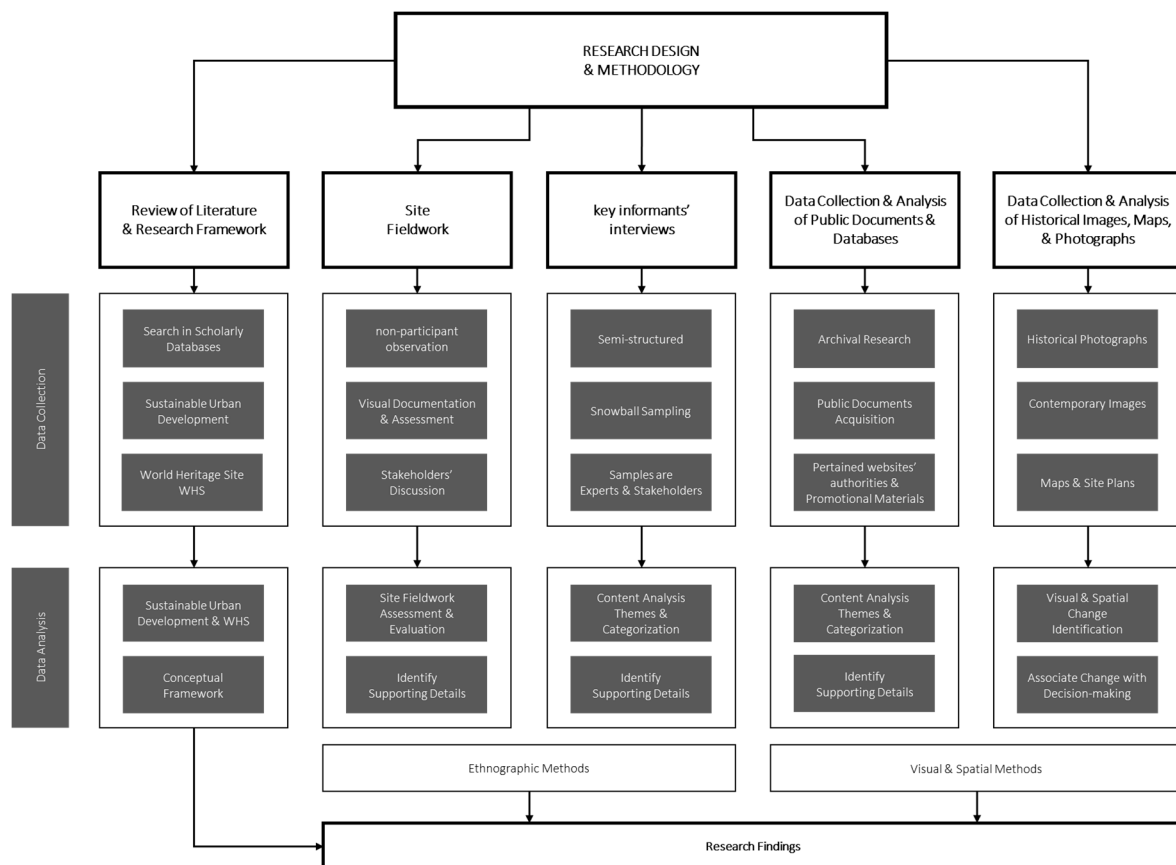 RESEARCH DESIGN
& METHODOLOGY
Review of Literature
& Research Framework
Site
Fieldwork
key informants'
interviews
Data Collection & Analysis
of Public Documents &
Databases
Data Collection & Analysis
of Historical Images, Maps,
& Photographs
Data Collection
Search in Scholarly
Databases
Sustainable Urban
Development
World Heritage Site
WHS
non-participant
observation
Visual Documentation
& Assessment
Stakeholders'
Discussion
Semi-structured
Snowball Sampling
Samples are
Experts & Stakeholders
Archival Research
Public Documents
Acquisition
Pertained websites'
authorities &
Promotional Materials
Historical Photographs
Contemporary Images
Maps & Site Plans
Data Analysis
Sustainable Urban
Development & WHS
Conceptual
Framework
Site Fieldwork
Assessment &
Evaluation
Identify
Supporting Details
Content Analysis
Themes &
Categorization
Identify
Supporting Details
Content Analysis
Themes &
Categorization
Identify
Supporting Details
Visual & Spatial
Change
Identification
Associate Change with
Decision-making
Ethnographic Methods
Visual & Spatial Methods
Research Findings